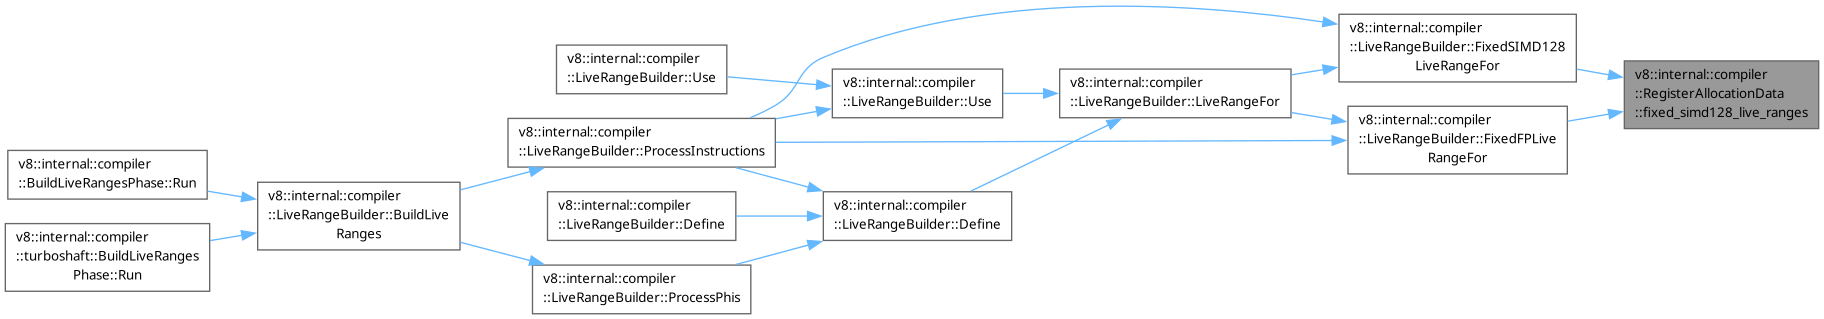 v8::internal::compiler
::BuildLiveRangesPhase::Run
v8::internal::compiler
::turboshaft::BuildLiveRanges
Phase::Run
v8::internal::compiler
::LiveRangeBuilder::BuildLive
Ranges
v8::internal::compiler
::LiveRangeBuilder::Use
v8::internal::compiler
::LiveRangeBuilder::ProcessInstructions
v8::internal::compiler
::LiveRangeBuilder::Define
v8::internal::compiler
::LiveRangeBuilder::ProcessPhis
v8::internal::compiler
::LiveRangeBuilder::Use
v8::internal::compiler
::LiveRangeBuilder::Define
v8::internal::compiler
::LiveRangeBuilder::LiveRangeFor
v8::internal::compiler
::LiveRangeBuilder::FixedSIMD128
LiveRangeFor
v8::internal::compiler
::LiveRangeBuilder::FixedFPLive
RangeFor
v8::internal::compiler
::RegisterAllocationData
::fixed_simd128_live_ranges